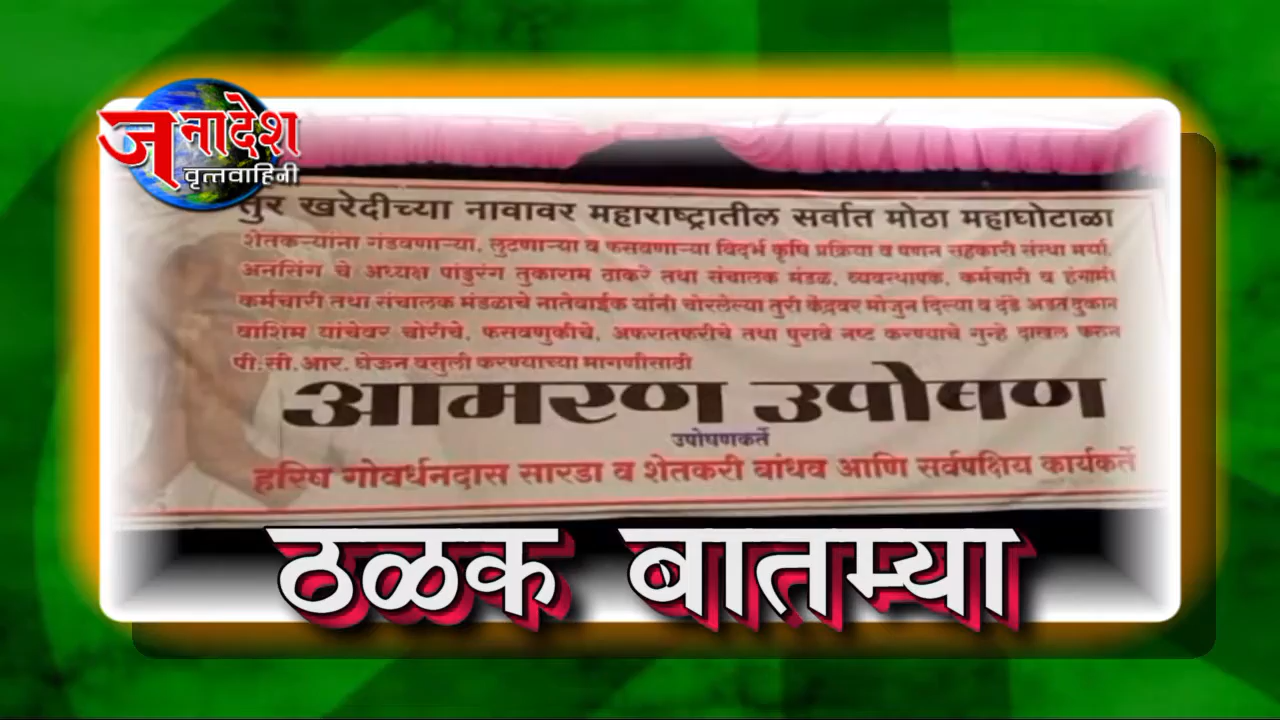 जनादेश
वृत्तवाहिनी
तुर खरेदीच्या नावावर महाराष्ट्रातील सर्वात मोठा महाघोटाळा
शेतकऱ्यांना गंडवणाऱ्या, लुटणाऱ्या व फसवणाऱ्या विदर्भ कृषि प्रक्रिया व पणन सहकारी संस्था मर्या.
अनसिंग चे अध्यक्ष पांडुरंग तुकाराम ठाकरे तथा संचालक मंडळ, व्यवस्थापक, कर्मचारी व हंगामी
कर्मचारी तथा संचालक मंडळाचे नातेवाईक यांनी चोरलेल्या तुरी केंद्रवर मोजुन दिल्या व दंडे अडत दुकान
वाशिम यांचेवर चोरीचे, फसवणुकीचे, अफरातफरीचे तथा पुरावे नष्ट करण्याचे गुन्हे दाखल करुन
पी.सी.आर. घेऊन वसुली करण्याच्या मागणीसाठी
आमरण उपोषण
उपोषणकर्ते
हरिष गोवर्धनदास सारडा व शेतकरी बांधव आणि सर्वपक्षिय कार्यकर्ते
ठळक बातम्या